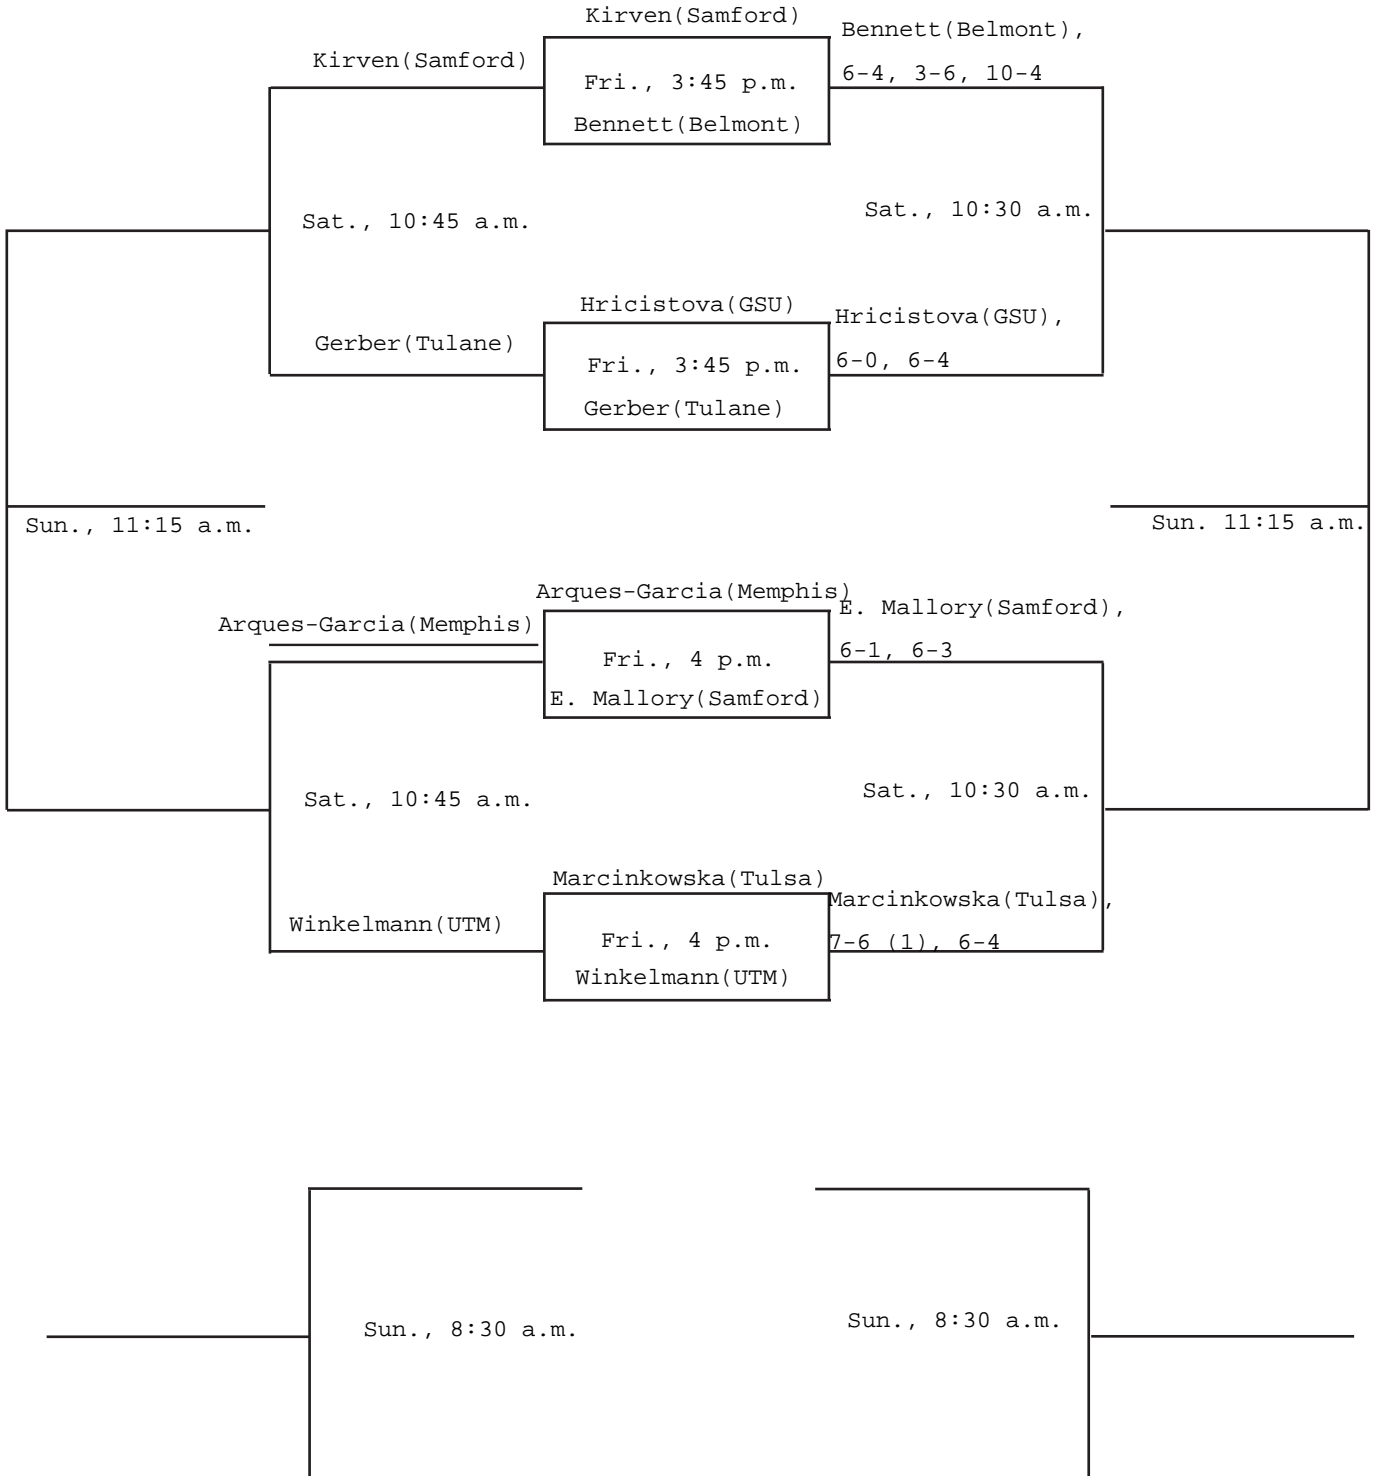 Kirven(Samford)
Bennett(Belmont),
Kirven(Samford)
Fri., 3:45 p.m.
6-4, 3-6, 10-4
Bennett(Belmont)
Sat., 10:45 a.m.
Sat., 10:30 a.m.
Hricistova(GSU)
Hricistova(GSU),
Gerber(Tulane)
Fri., 3:45 p.m.
6-0, 6-4
Gerber(Tulane)
Sun., 11:15 a.m.
Sun. 11:15 a.m.
Arques-Garcia(Memphis)
E. Mallory(Samford),
Arques-Garcia(Memphis)
Fri., 4 p.m.
6-1, 6-3
E. Mallory(Samford)
Sat., 10:45 a.m.
Sat., 10:30 a.m.
Marcinkowska(Tulsa)
Marcinkowska(Tulsa),
Winkelmann(UTM)
Fri., 4 p.m.
7-6 (1), 6-4
Winkelmann(UTM)
Sun., 8:30 a.m.
Sun., 8:30 a.m.